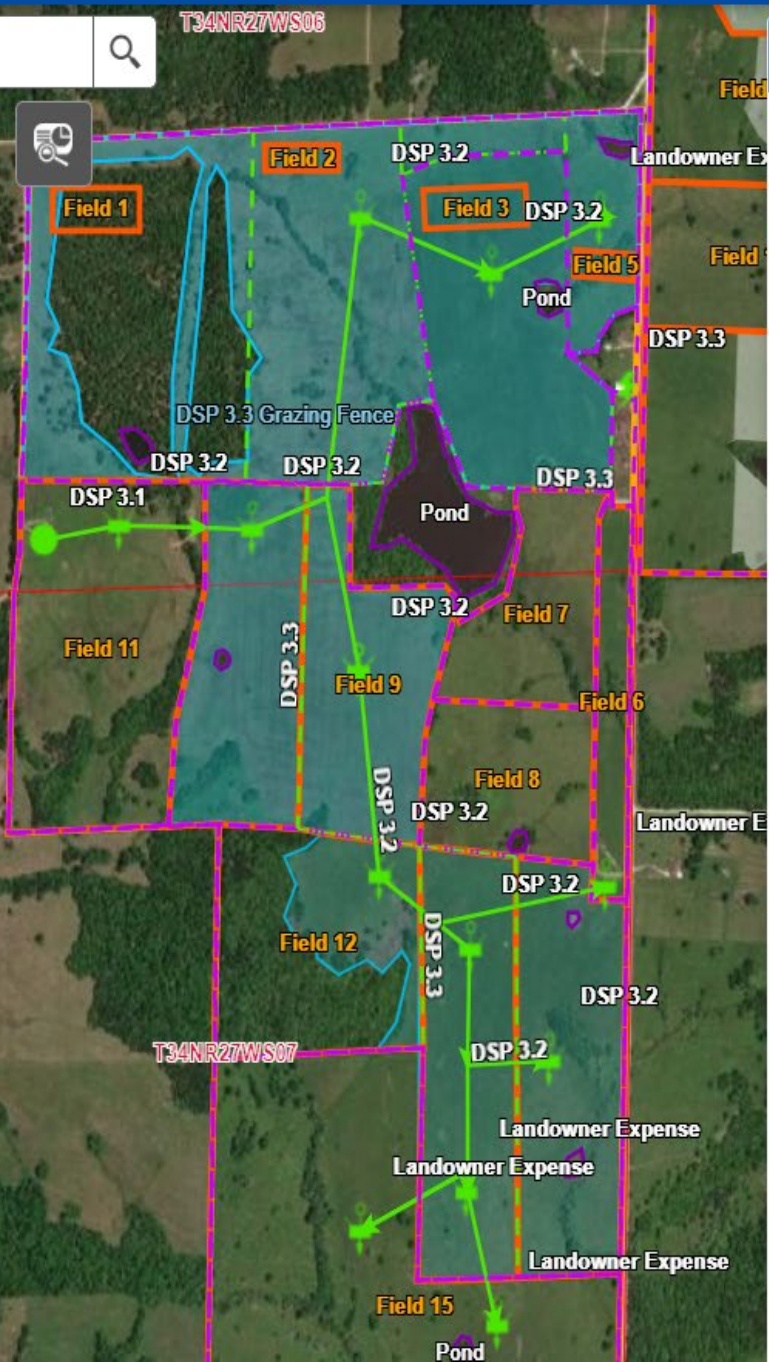 T34NR27WS06
Field
Field 2
DSP 3.2
Landowner Ex
Field 1
Field 3
DSP 3.2
Field 5
Field
Pond
DSP 3.3
DSP 3.3 Grazing Fence
DSP 3.2
DSP 3.2
DSP 3.3
DSP 3.1
Pond
DSP 3.2
Field 7
Field 11
DSP 3.3
Field 9
Field 6
Field 8
DSP 3.2
DSP 3.2
Landowner E
DSP 3.2
Field 12
DSP 3.3
DSP 3.2
T34NR27WS07
DSP 3.2
Landowner Expense
Landowner Expense
Landowner Expense
Field 15
Pond